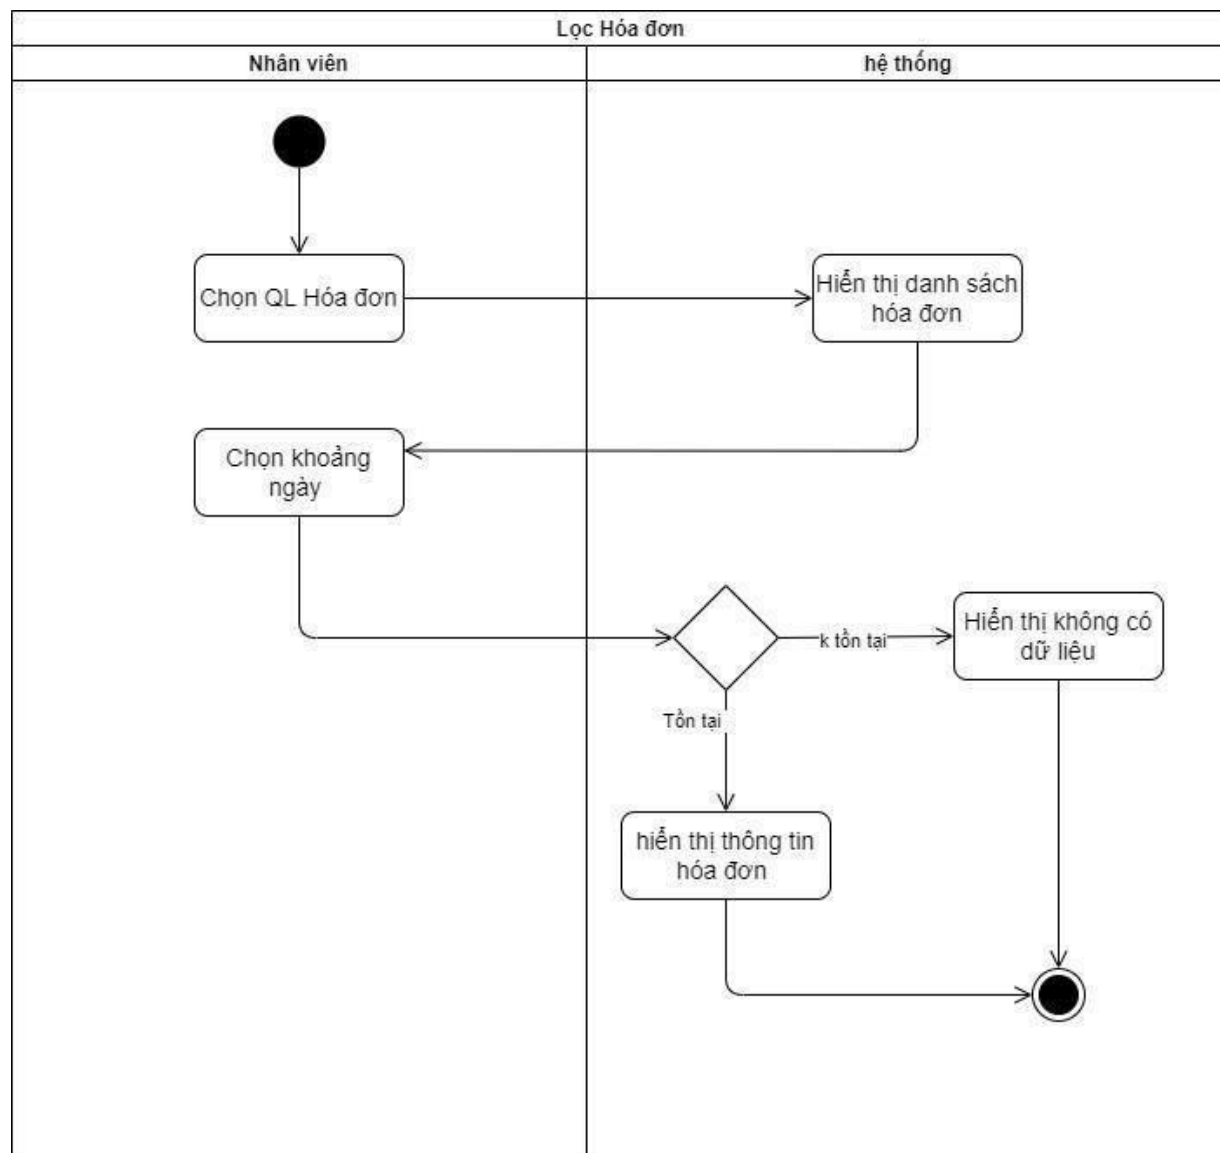 Lọc Hóa đơn
Nhân viên
hệ thống
Chọn QL Hóa đơn
Hiển thị danh sách
hóa đơn
Chọn khoảng
ngày
k tồn tại
Hiển thị không có
dữ liệu
Tồn tại
hiển thị thông tin
hóa đơn